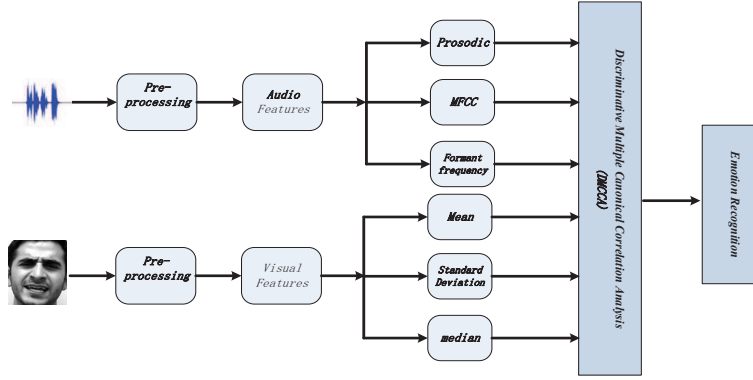 Pre-
processing
Audio
Features
Prosodic
MFCC
Formant
frequency
Pre-
processing
Visual
Features
Mean
Standard
Deviation
median
Discriminative Multiple Canonical Correlation Analysis
(DMCCA)
Emotion Recognition